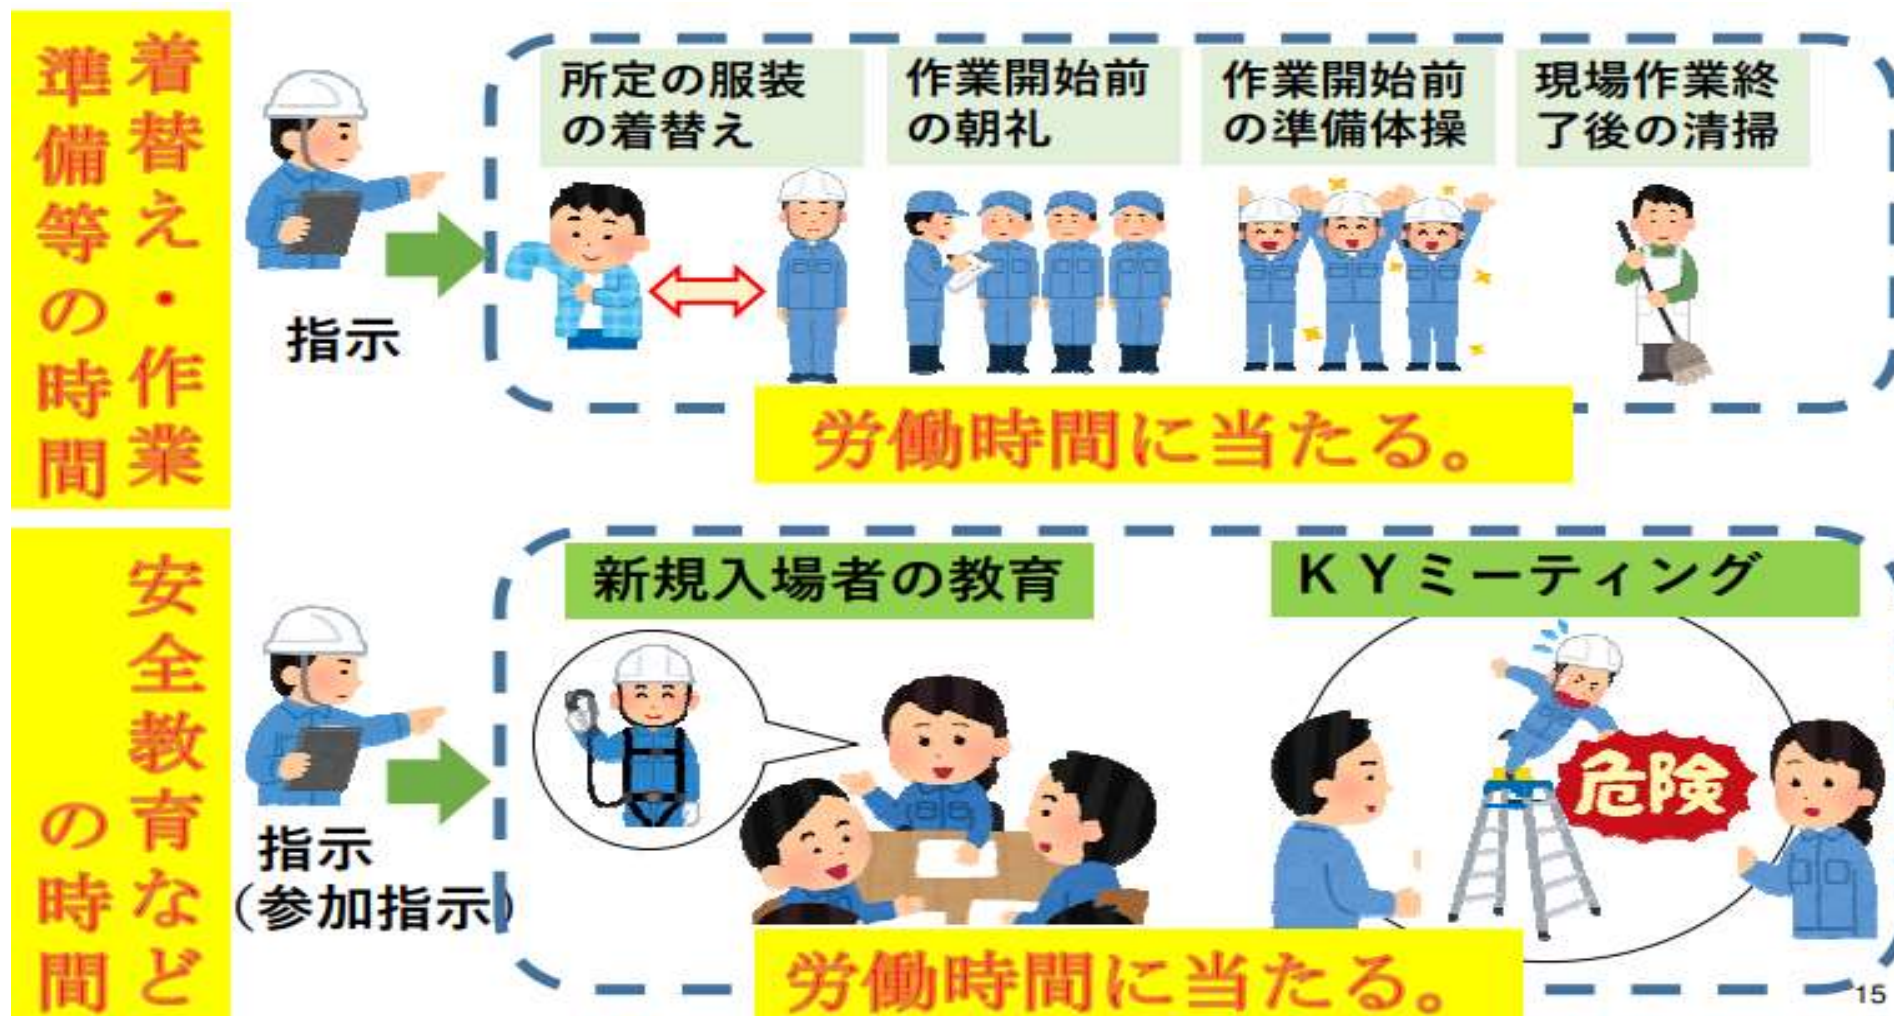 着替え・作業
準備等の時間
指示
所定の服装
の着替え
作業開始前
の朝礼
作業開始前
の準備体操
現場作業終
了後の清掃
労働時間に当たる。
安全教育など
の時間
指示
（参加指示）
新規入場者の教育
ＫＹミーティング
危険
労働時間に当たる。
15